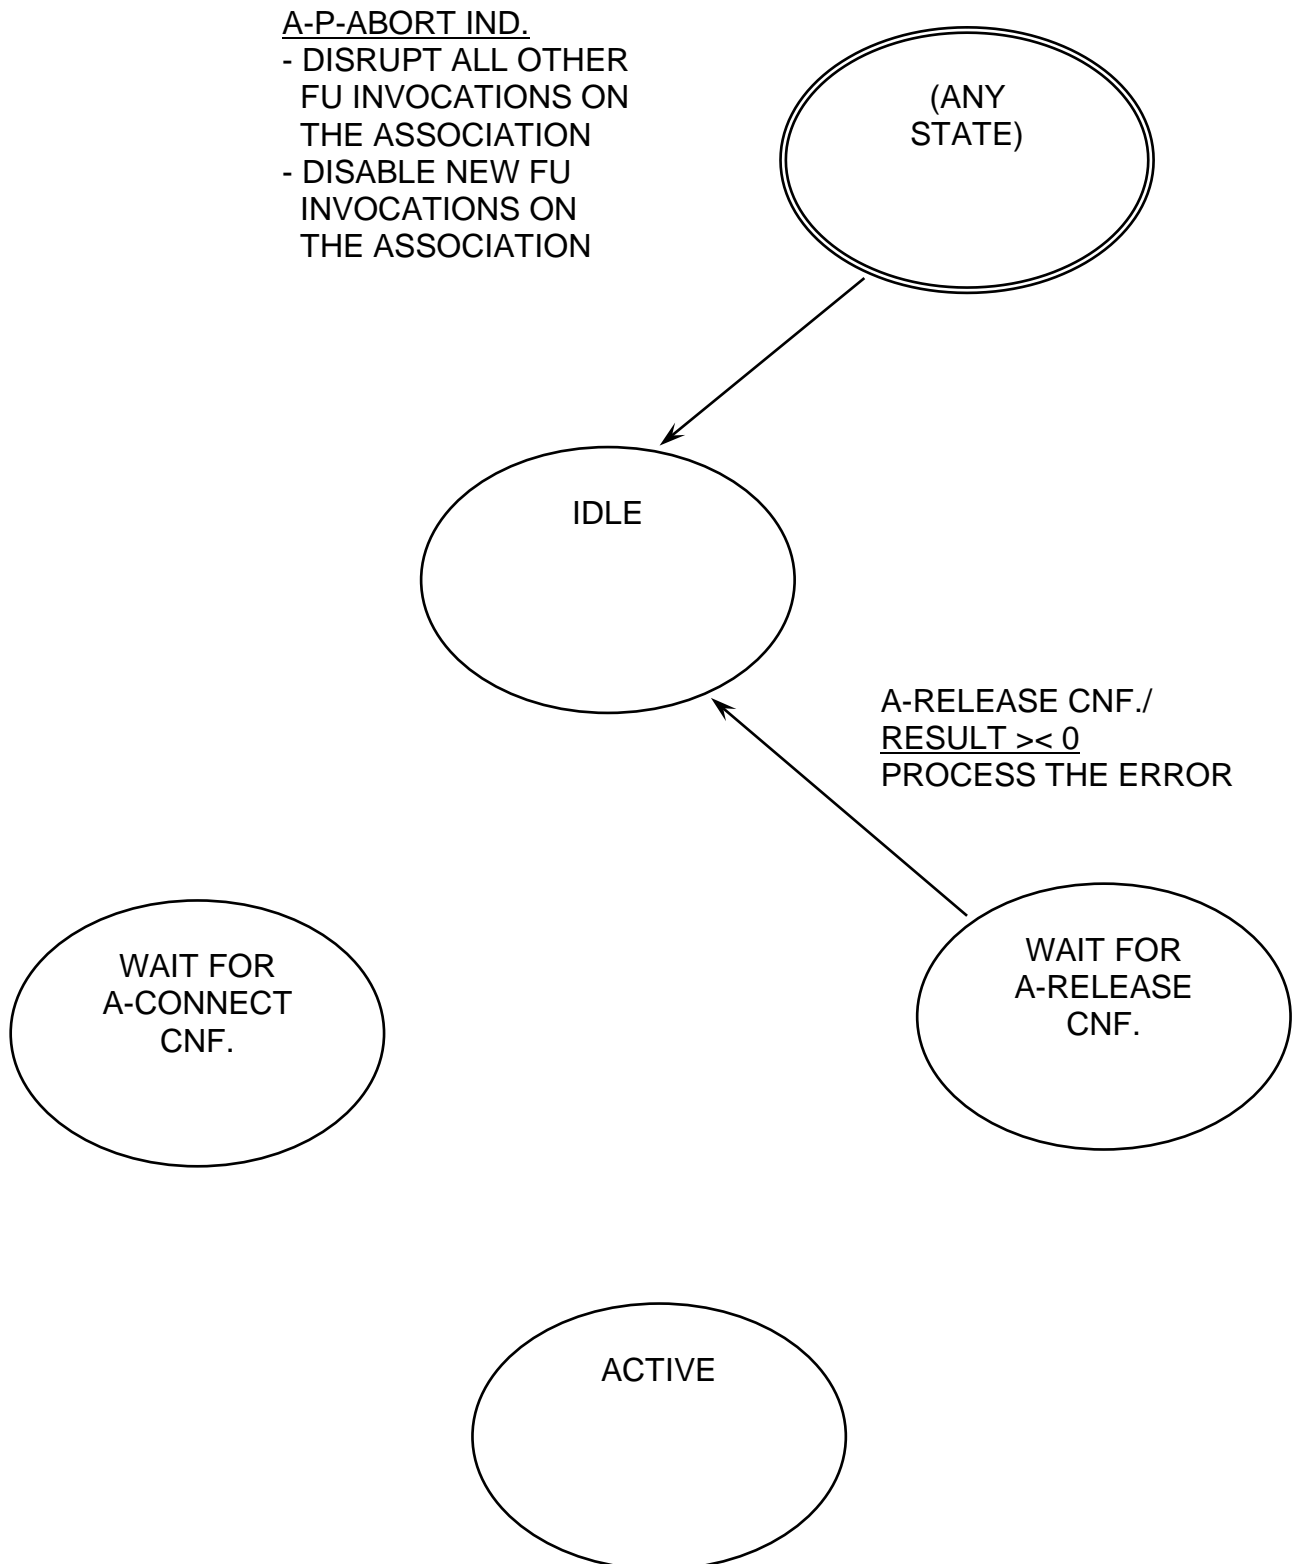 A-P-ABORT IND.
- DISRUPT ALL OTHER
FU INVOCATIONS ON
THE ASSOCIATION
- DISABLE NEW FU
INVOCATIONS ON
THE ASSOCIATION
(ANY
STATE)
IDLE
A-RELEASE CNF./
RESULT >< 0
PROCESS THE ERROR
WAIT FOR
A-CONNECT
CNF.
WAIT FOR
A-RELEASE
CNF.
ACTIVE